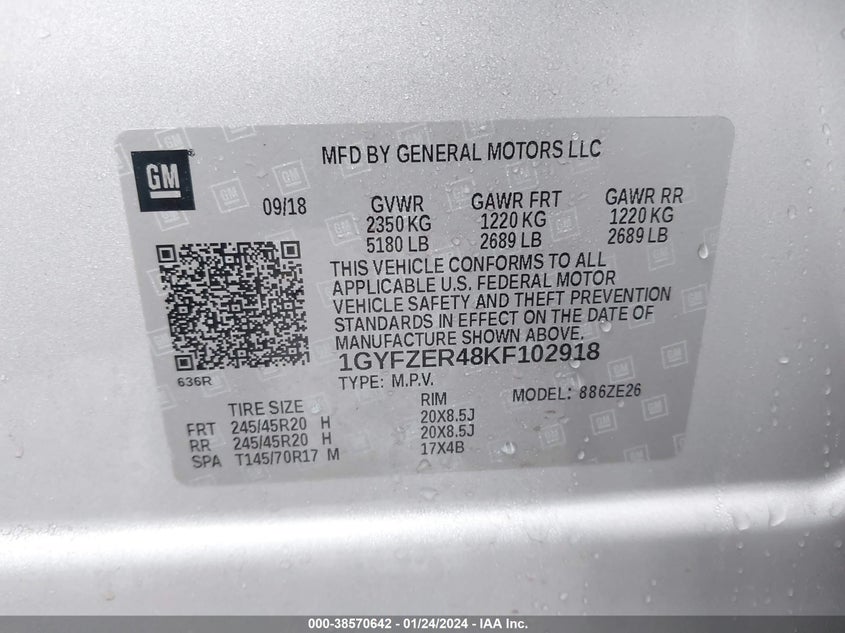 GM
MFD BY GENERAL MOTORS LLC
09/18
GVWR GAWR FRT GAWR RR
2350 KG 1220 KG 1220 KG
5180 LB 2689 LB 2689 LB
THIS VEHICLE CONFORMS TO ALL
APPLICABLE U.S. FEDERAL MOTOR
VEHICLE SAFETY AND THEFT PREVENTION
STANDARDS IN EFFECT ON THE DATE OF
MANUFACTURE SHOWN ABOVE.
1GYFZER48KF102918
636R
TYPE: M.P.V. MODEL: 886ZE26
TIRE SIZE RIM
FRT 245/45R20 H 20X8.5J
RR 245/45R20 H 20X8.5J
SPA T145/70R17 M 17X4B
000-38570642 - 01/24/2024 - IAA Inc.